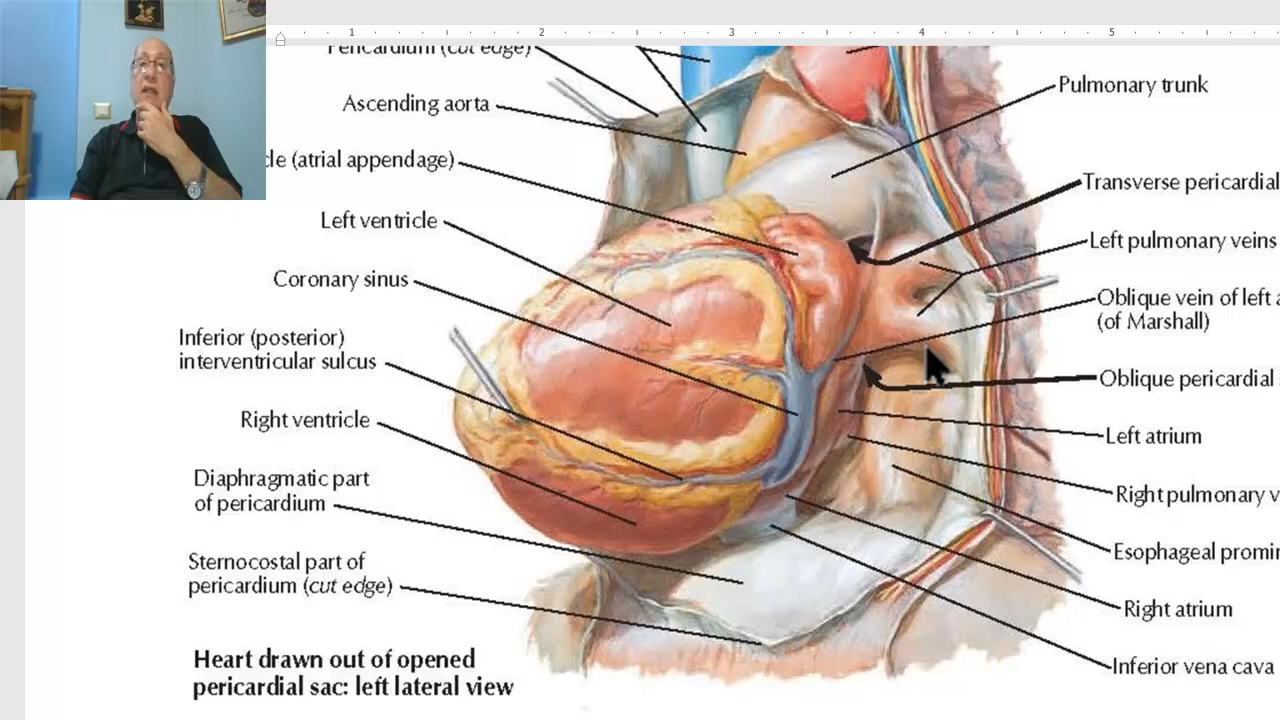 1 2 3 4 5
Pericardium (cut edge)
Ascending aorta
cle (atrial appendage)
Left ventricle
Coronary sinus
Inferior (posterior)
interventricular sulcus
Right ventricle
Diaphragmatic part
of pericardium
Sternocostal part of
pericardium (cut edge)
Pulmonary trunk
Transverse pericardial
Left pulmonary veins
Oblique vein of left a
(of Marshall)
Oblique pericardial
Left atrium
Right pulmonary v
Esophageal promin
Right atrium
Inferior vena cava
Heart drawn out of opened
pericardial sac: left lateral view